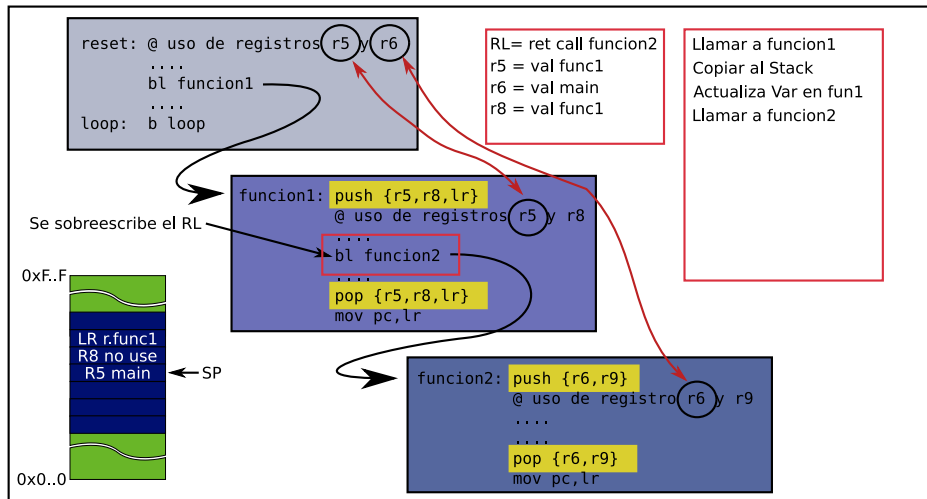 reset: @ uso de registros r5 y r6
....
bl funcion1
....
loop: b loop
RL= ret call funcion2
r5 = val func1
r6 = val main
r8 = val func1
Llamar a funcion1
Copiar al Stack
Actualiza Var en fun1
Llamar a funcion2
funcion1: push {r5,r8,lr}
@ uso de registros r5 y r8
....
bl funcion2
....
pop {r5,r8,lr}
mov pc,lr
Se sobreescribe el RL
0xF..F
LR r.func1
R8 no use
R5 main
SP
0x0..0
funcion2: push {r6,r9}
@ uso de registro r6 y r9
....
....
pop {r6,r9}
mov pc,lr